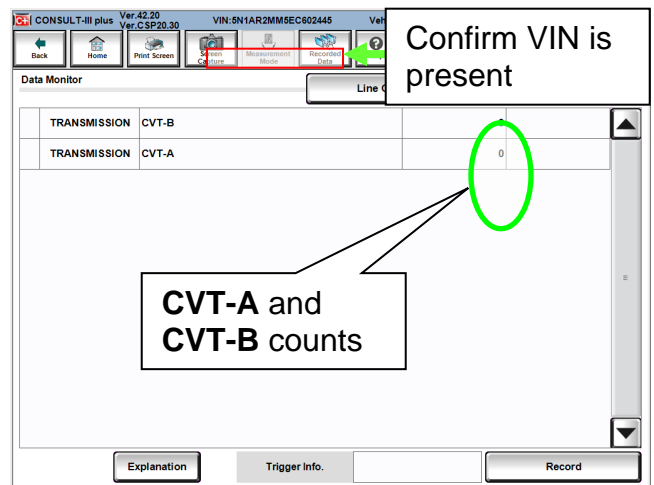 CONSULT-III plus Ver.42.20 VIN:5N1AR2MM5EC602445 Veh
Ver.CSP20.30
Back Home Print Screen Screen Capture Measurement Mode Recorded Data
Confirm VIN is
present
Data Monitor
Line
TRANSMISSION CVT-B
TRANSMISSION CVT-A 0
CVT-A and
CVT-B counts
Explanation Trigger Info. Record